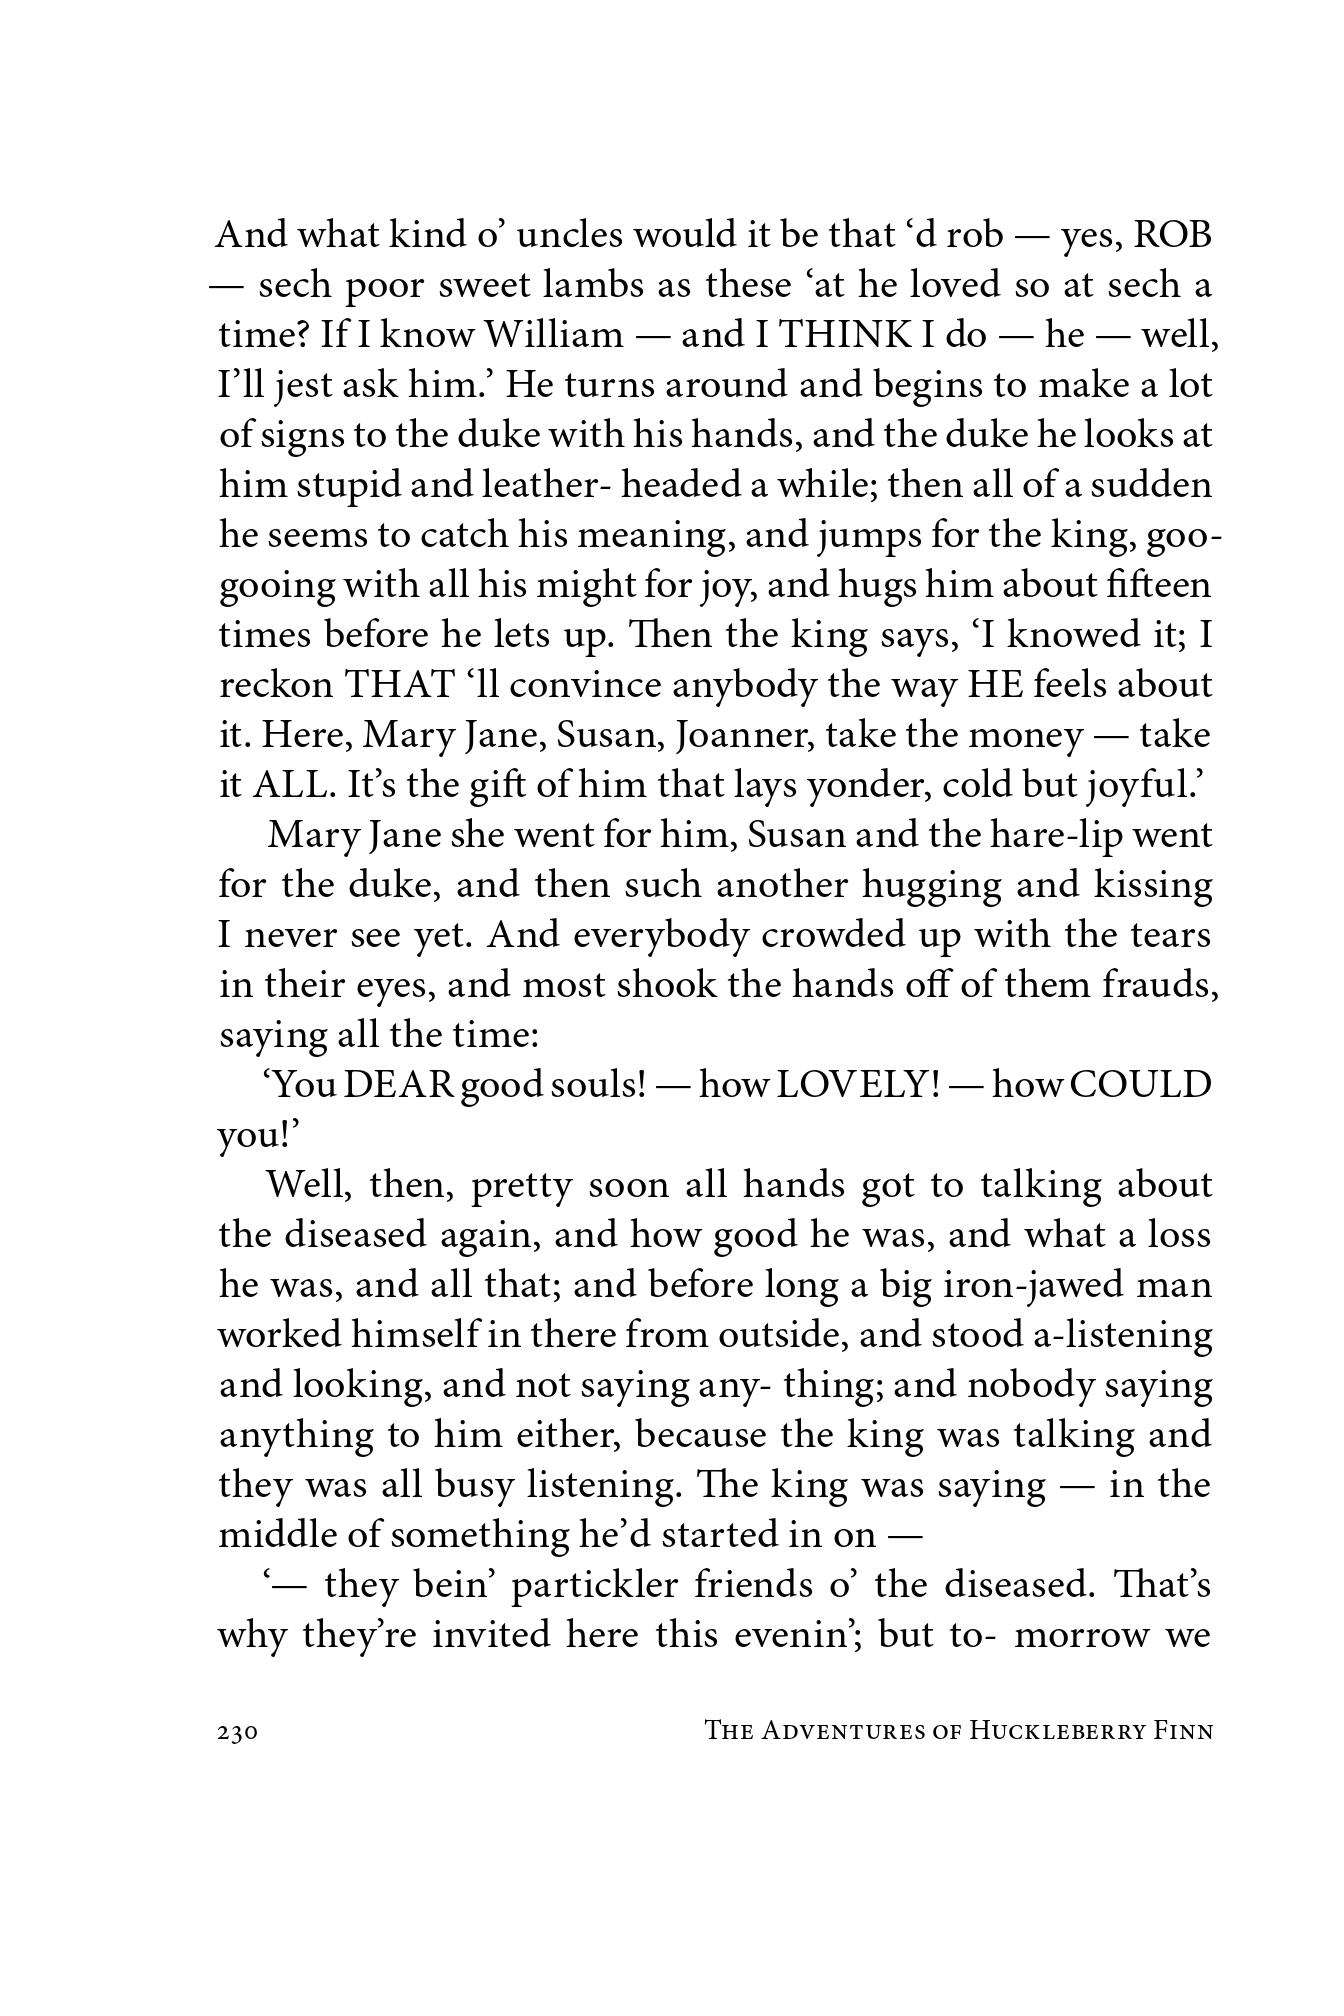 And what kind o’ uncles would it be that ‘d rob — yes, ROB
— sech poor sweet lambs as these ‘at he loved so at sech a
time? If I know William — and I THINK I do — he — well,
I’ll jest ask him.’ He turns around and begins to make a lot
of signs to the duke with his hands, and the duke he looks at
him stupid and leather- headed a while; then all of a sudden
he seems to catch his meaning, and jumps for the king, goo-
gooing with all his might for joy, and hugs him about fifteen
times before he lets up. Then the king says, ‘I knowed it; I
reckon THAT ‘ll convince anybody the way HE feels about
it. Here, Mary Jane, Susan, Joanner, take the money — take
it ALL. It’s the gift of him that lays yonder, cold but joyful.’
Mary Jane she went for him, Susan and the hare-lip went
for the duke, and then such another hugging and kissing
I never see yet. And everybody crowded up with the tears
in their eyes, and most shook the hands off of them frauds,
saying all the time:
‘You DEAR good souls! — how LOVELY! — how COULD
you!’
Well, then, pretty soon all hands got to talking about
the diseased again, and how good he was, and what a loss
he was, and all that; and before long a big iron-jawed man
worked himself in there from outside, and stood a-listening
and looking, and not saying any- thing; and nobody saying
anything to him either, because the king was talking and
they was all busy listening. The king was saying — in the
middle of something he’d started in on —
‘— they bein’ partickler friends o’ the diseased. That’s
why they’re invited here this evenin’; but to- morrow we
230 The Adventures of Huckleberry Finn